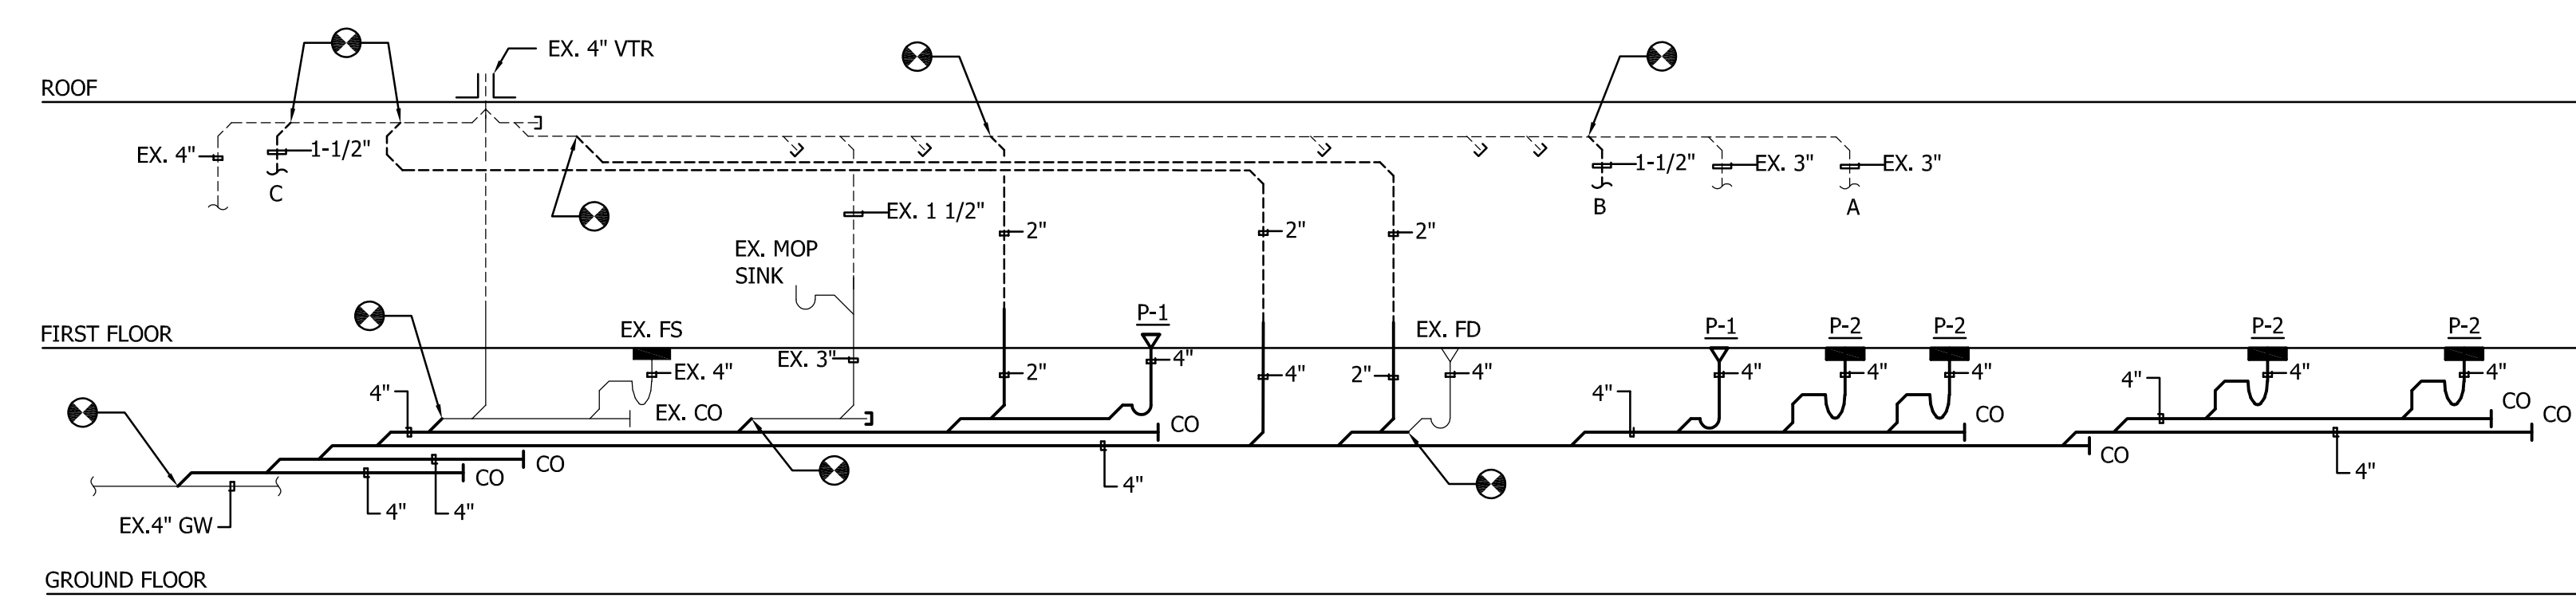 EX. 4" VTR
ROOF
EX. 4"
1-1/2"
1-1/2"
EX. 3"
EX. 3"
C
B
A
EX. 1 1/2"
2"
2"
2"
EX. MOP
SINK
P-1
FIRST FLOOR
EX. FS
EX. FD
P-1
P-2
P-2
P-2
P-2
EX. 3"
4"
EX. 4"
2"
4"
2"
4"
4"
4"
4"
4"
4"
4"
4"
4"
EX. CO
CO
CO
CO
CO
CO
CO
CO
4"
4"
EX.4" GW
4"
4"
GROUND FLOOR